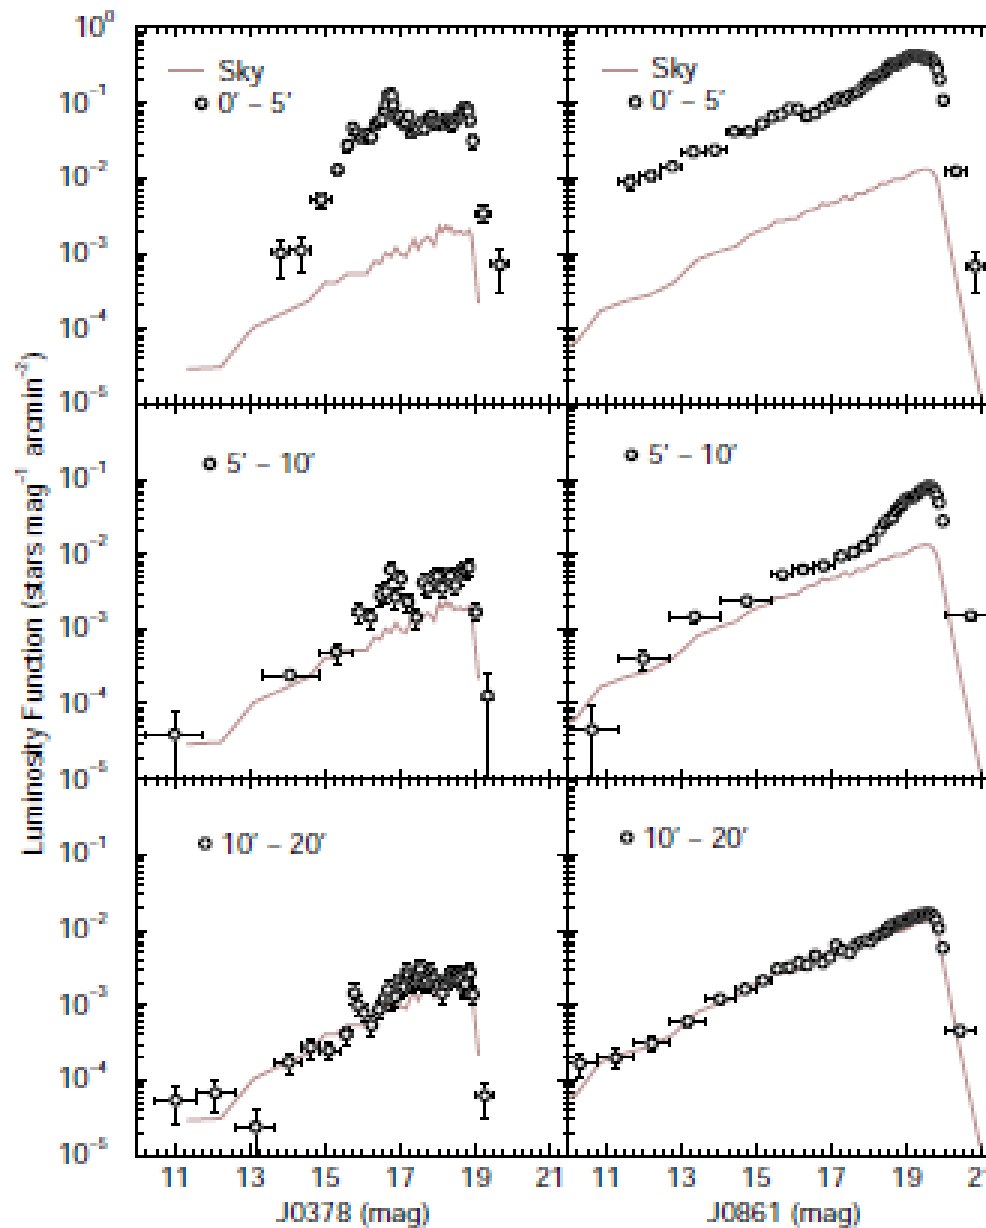 Luminosity Function (stars mag⁻¹ arcmin⁻²)
10⁰
10⁻¹
10⁻²
10⁻³
10⁻⁴
10⁻⁵
Sky
0' – 5'
Sky
0' – 5'
10⁻¹
10⁻²
10⁻³
10⁻⁴
10⁻⁵
5' – 10'
5' – 10'
10⁻¹
10⁻²
10⁻³
10⁻⁴
10⁻⁵
10' – 20'
10' – 20'
11 13 15 17 19 21
11 13 15 17 19
J0378 (mag)
J0861 (mag)